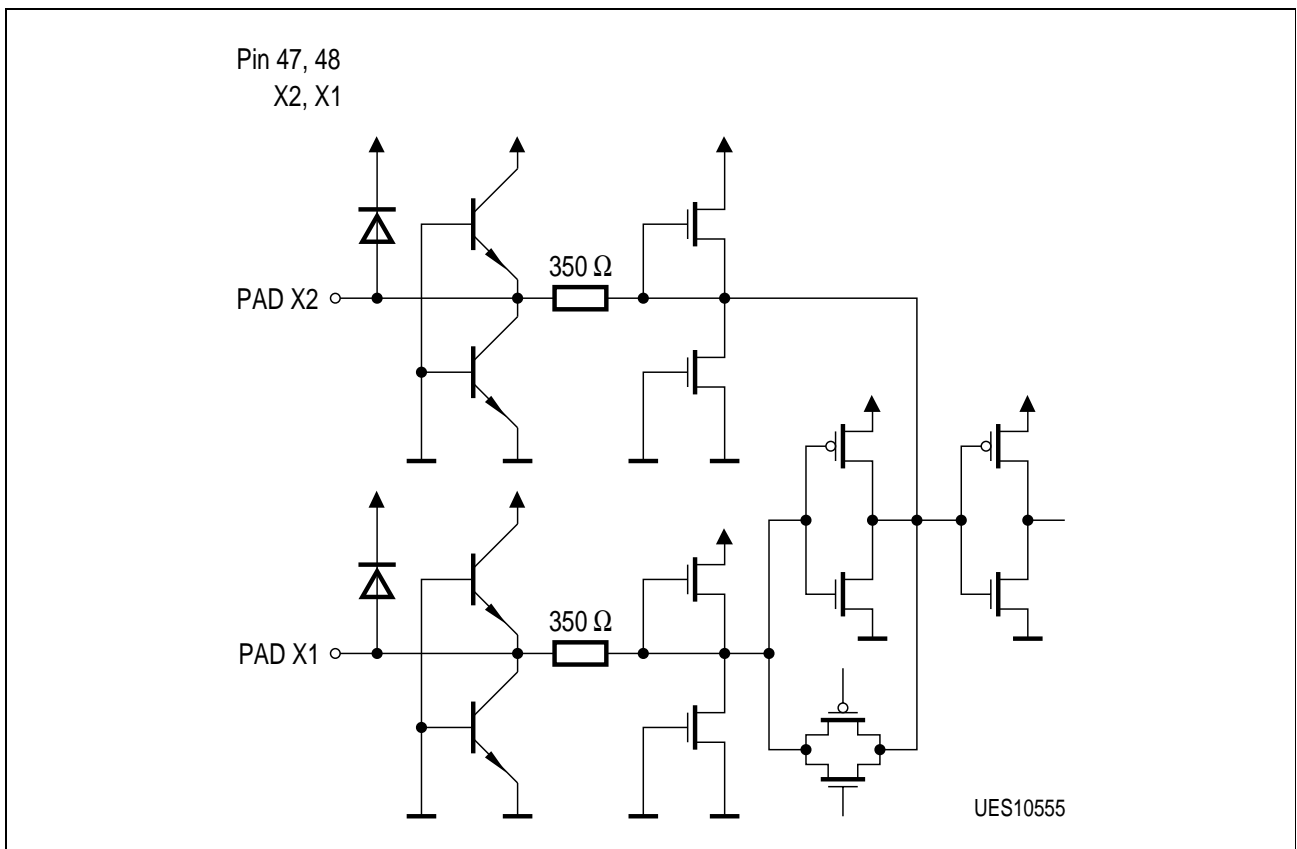 Pin 47, 48
X2, X1
350 Ω
PAD X2
350 Ω
PAD X1
UES10555